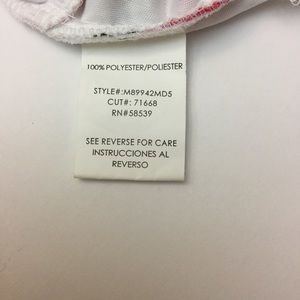 100% POLYESTER/POLIESTER
STYLE#:M89942MD5
CUT#: 71668
RN#58539
SEE REVERSE FOR CARE
INSTRUCCIONES AL
REVERSO